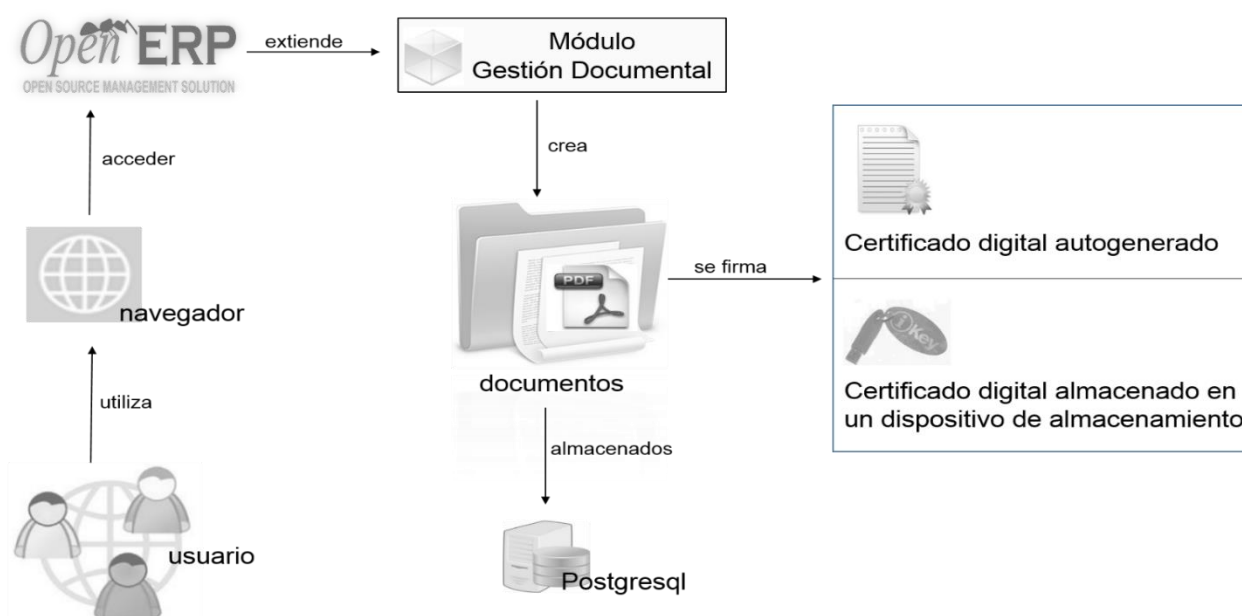 Open ERP
OPEN SOURCE MANAGEMENT SOLUTION
extiende
Módulo
Gestión Documental
acceder
crea
navegador
PDF
documentos
se firma
Certificado digital autogenerado
iKey
Certificado digital almacenado en
un dispositivo de almacenamiento
utiliza
almacenados
usuario
Postgresql